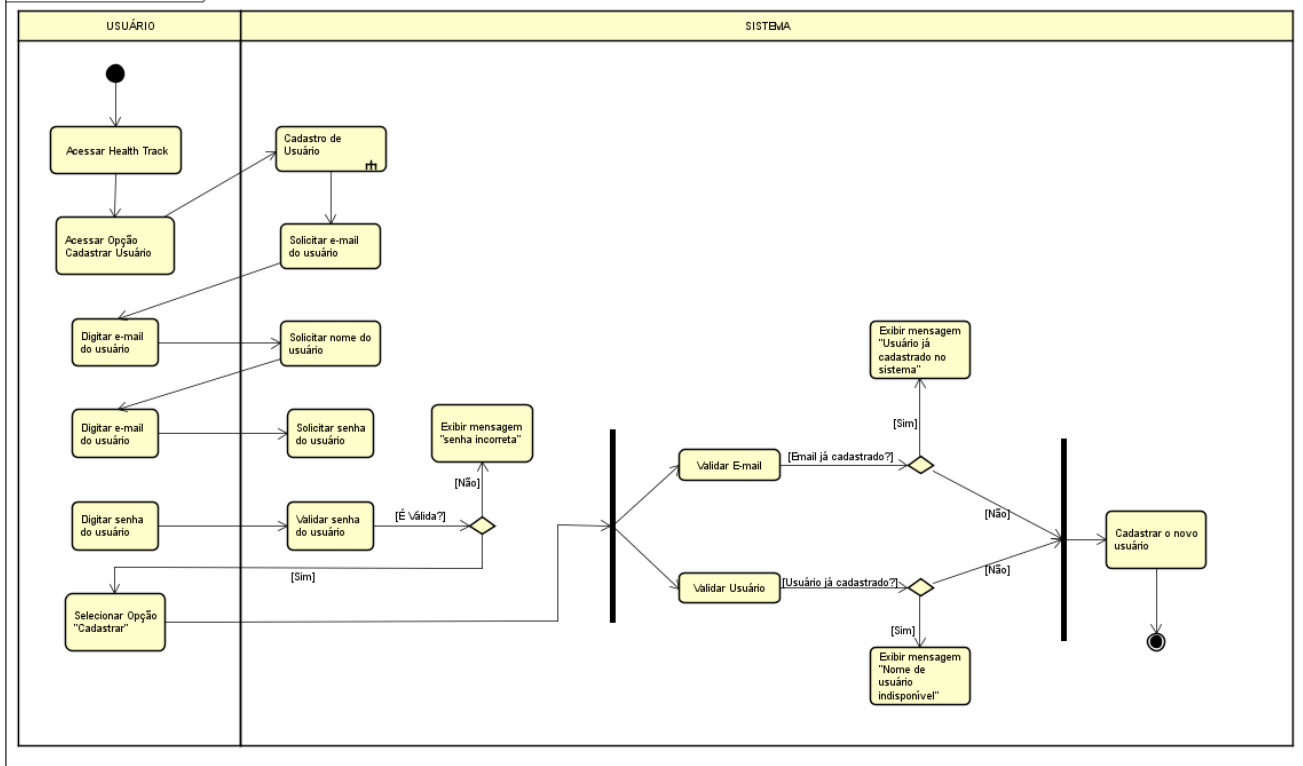 USUÁRIO
SISTEMA
Acessar Health Track
Cadastro de
Usuário
Acessar Opção
Cadastrar Usuário
Solicitar e-mail
do usuário
Digitar e-mail
do usuário
Solicitar nome do
usuário
Digitar e-mail
do usuário
Solicitar senha
do usuário
Exibir mensagem
"senha incorreta"
[Não]
Digitar senha
do usuário
Validar senha
do usuário
[É Válida?]
[Sim]
Selecionar Opção
"Cadastrar"
Exibir mensagem
"Usuário já
cadastrado no
sistema"
[Sim]
Validar E-mail
[Email já cadastrado?]
[Não]
Validar Usuário
[Usuário já cadastrado?]
[Não]
[Sim]
Exibir mensagem
"Nome de
usuário
indisponível"
Cadastrar o novo
usuário